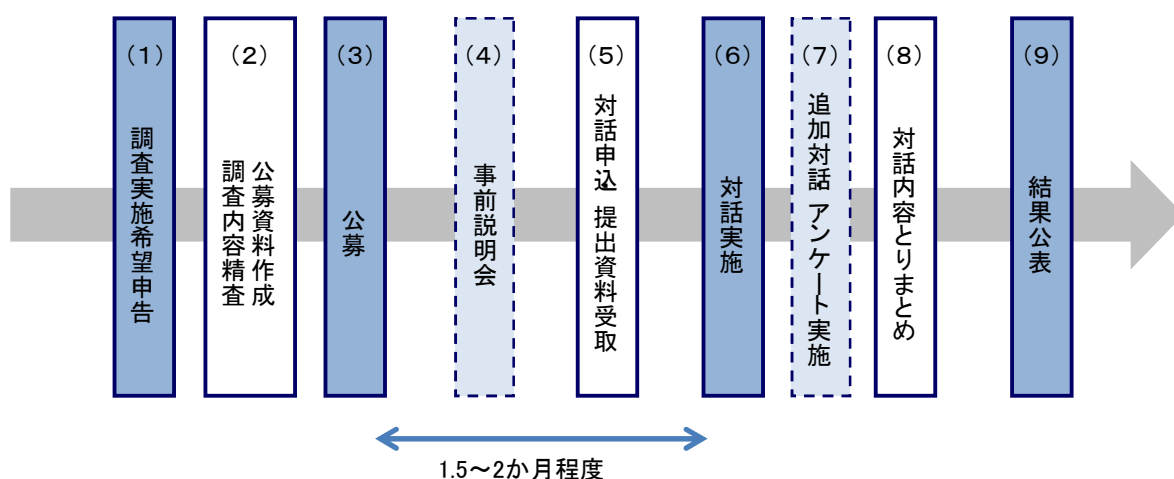 (1)
調査実施希望申告
(2)
公募資料作成
調査内容精査
(3)
公募
(4)
事前説明会
(5)
対話申込、提出資料受取
(6)
対話実施
(7)
追加対話、アンケート実施
(8)
対話内容とりまとめ
(9)
結果公表
1.5～2か月程度